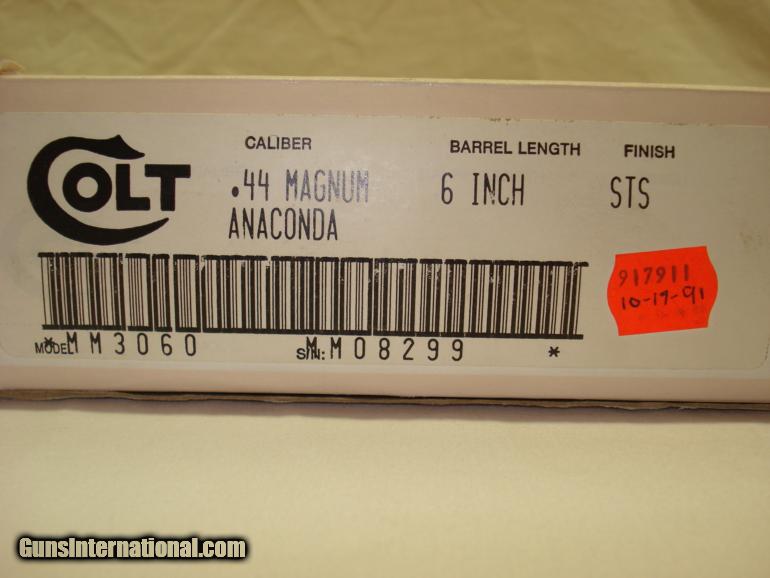 COLT
CALIBER
.44 MAGNUM
ANACONDA
BARREL LENGTH
6 INCH
FINISH
STS
917911
10-17-91
*MM3060
MODEL
S/N: MM08299 *
GunsInternational.com